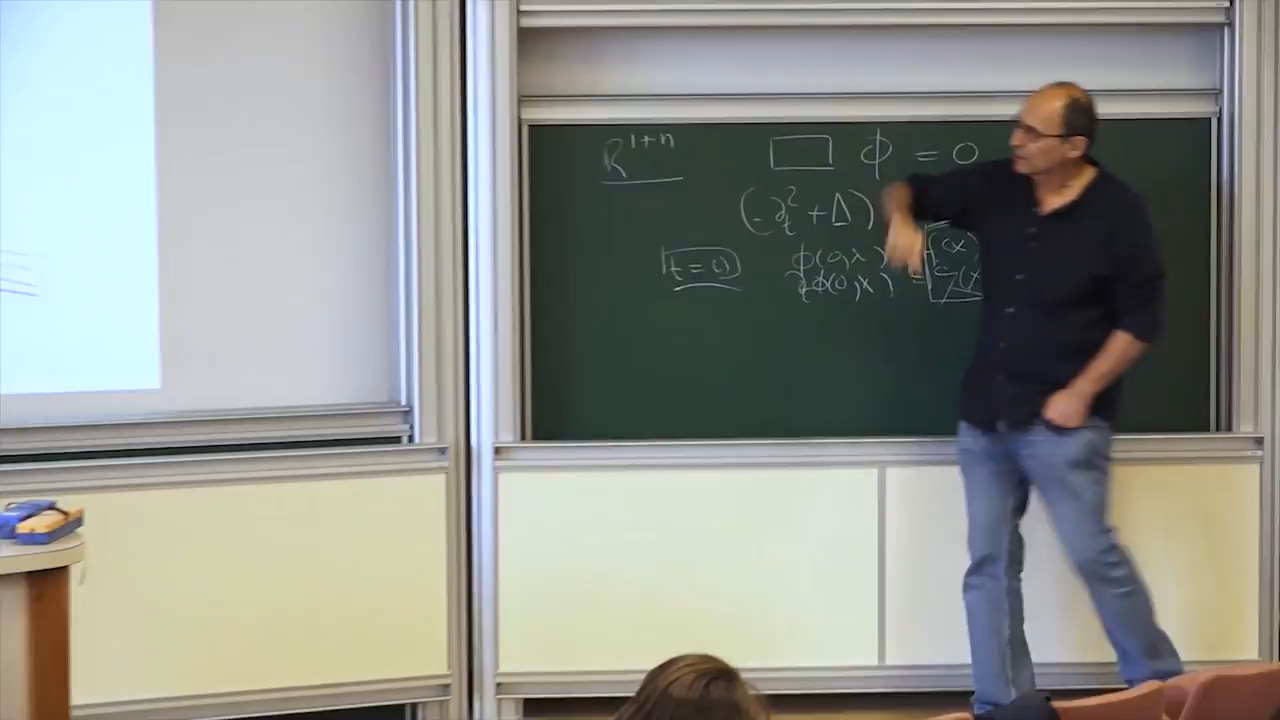 R^{1+n} □ ϕ = 0
(-∂_t^2 + Δ)
t = 0 ϕ(0,x)
∂_tϕ(0,x) =